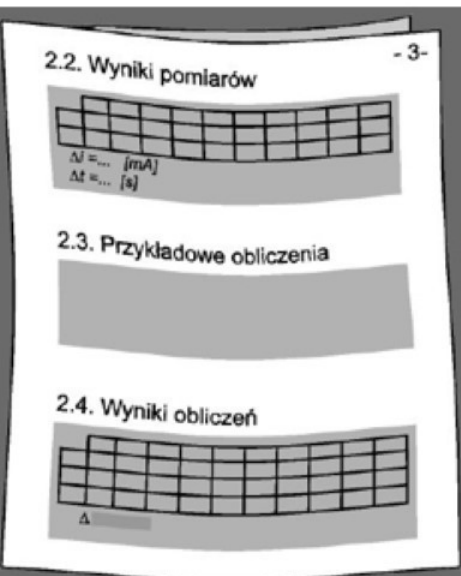 - 3-
2.2. Wyniki pomiarów
Δi =... [mA]
Δt =... [s]
2.3. Przykładowe obliczenia
2.4. Wyniki obliczeń
Δ